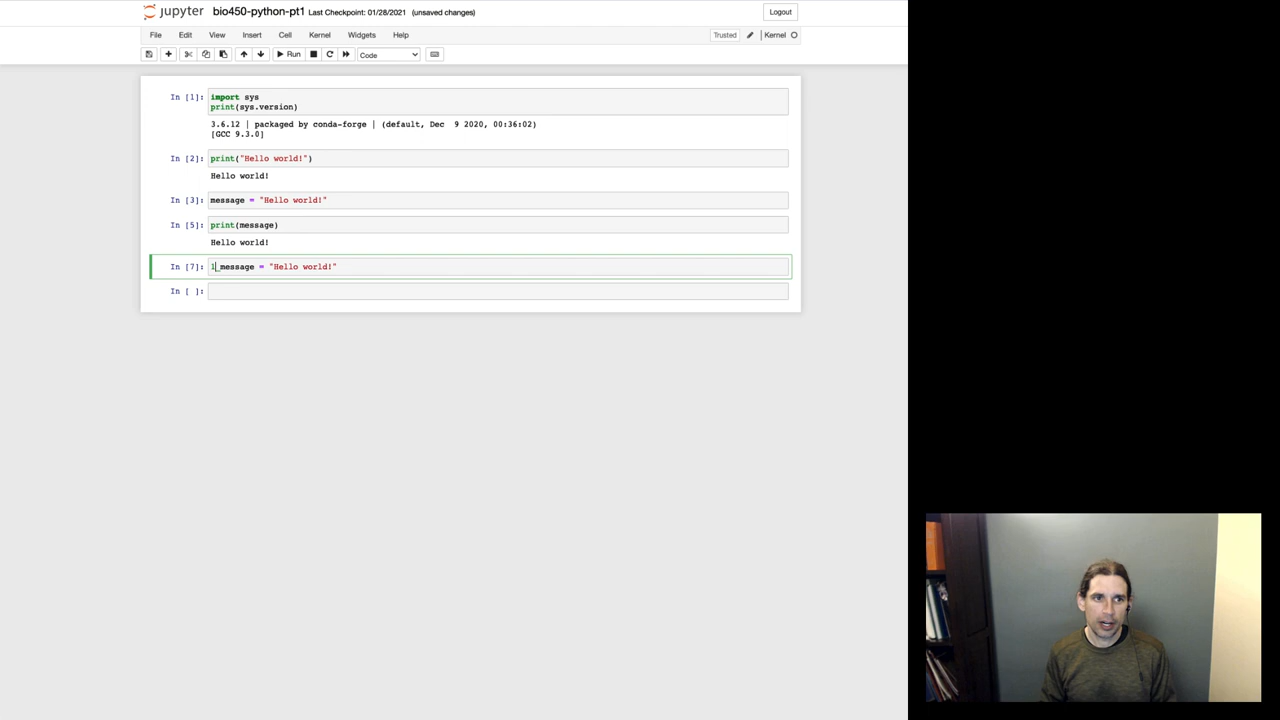 jupyter bio450-python-pt1 Last Checkpoint: 01/28/2021 (unsaved changes) Logout
File Edit View Insert Cell Kernel Widgets Help Trusted Kernel
Run Code
In [1]: import sys
print(sys.version)
3.6.12 | packaged by conda-forge | (default, Dec  9 2020, 00:36:02)
[GCC 9.3.0]
In [2]: print("Hello world!")
Hello world!
In [3]: message = "Hello world!"
In [5]: print(message)
Hello world!
In [7]: 1_message = "Hello world!"
In [ ]: